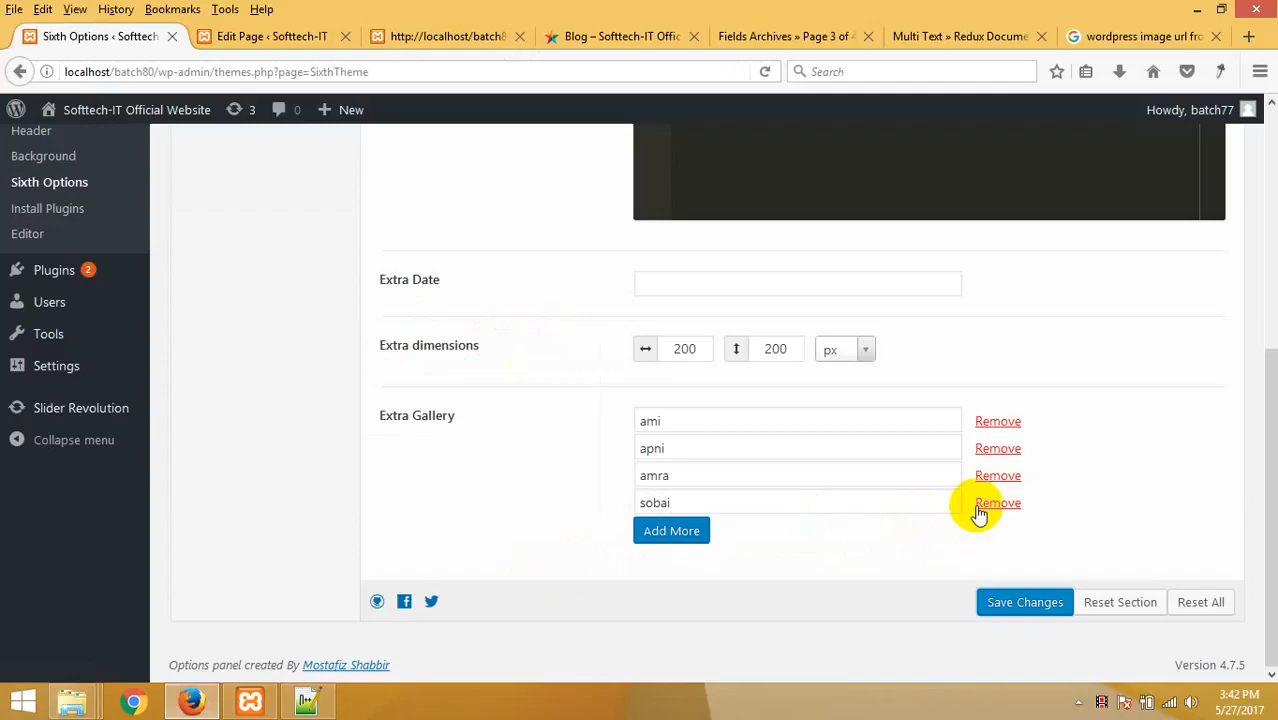 File Edit View History Bookmarks Tools Help
Sixth Options ‹ Softtech Edit Page ‹ Softtech-IT http://localhost/batch8 Blog – Softtech-IT Offic Fields Archives » Page 3 of 4 Multi Text » Redux Docume wordpress image url fro
localhost/batch80/wp-admin/themes.php?page=SixthTheme Search
Softtech-IT Official Website 3 0 New Howdy, batch77
Header
Background
Sixth Options
Install Plugins
Editor
Plugins 2
Users
Tools
Settings
Slider Revolution
Collapse menu
Extra Date
Extra dimensions 200 200 px
Extra Gallery ami Remove
apni Remove
amra Remove
sobai Remove
Add More
Save Changes Reset Section Reset All
Options panel created By Mostafiz Shabbir Version 4.7.5
3:42 PM
5/27/2017